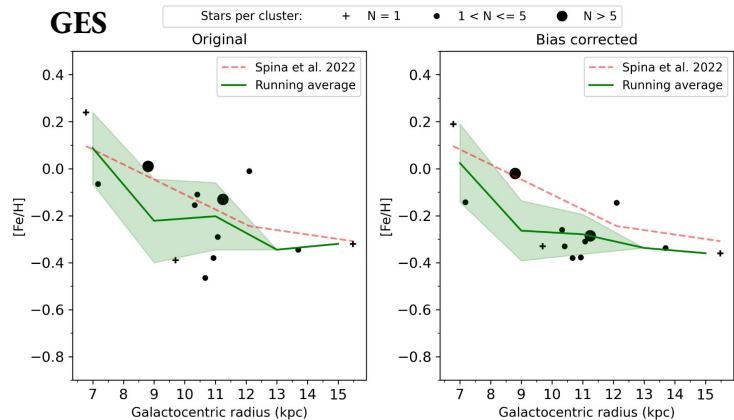 GES
Stars per cluster: + N = 1 • 1 < N <= 5 ● N > 5
Original
Bias corrected
Spina et al. 2022
Running average
Spina et al. 2022
Running average
[Fe/H]
0.4
0.2
0.0
−0.2
−0.4
−0.6
−0.8
7 8 9 10 11 12 13 14 15
Galactocentric radius (kpc)
[Fe/H]
0.4
0.2
0.0
−0.2
−0.4
−0.6
−0.8
7 8 9 10 11 12 13 14 15
Galactocentric radius (kpc)